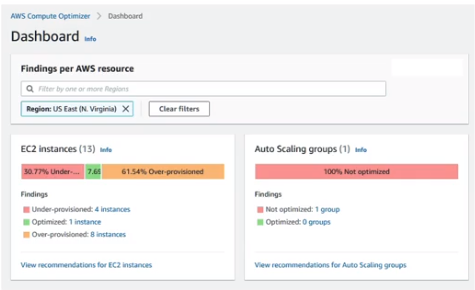 AWS Compute Optimizer > Dashboard
Dashboard Info
Findings per AWS resource
Filter by one or more Regions
Region: US East (N. Virginia) X Clear filters
EC2 instances (13) Info
30.77% Under-... 7.69 61.54% Over-provisioned
Findings
Under-provisioned: 4 instances
Optimized: 1 instance
Over-provisioned: 8 instances
View recommendations for EC2 instances
Auto Scaling groups (1) Info
100% Not optimized
Findings
Not optimized: 1 group
Optimized: 0 groups
View recommendations for Auto Scaling groups